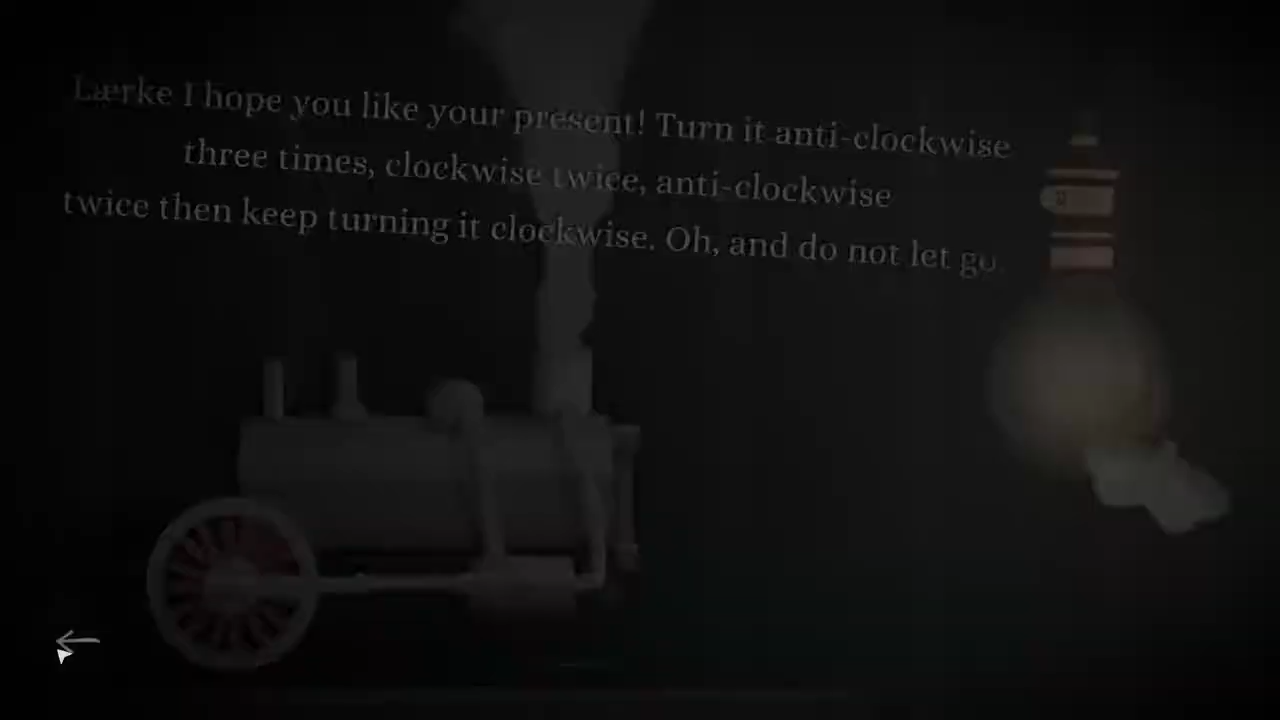 Lærke I hope you like your present! Turn it anti-clockwise
three times, clockwise twice, anti-clockwise
twice then keep turning it clockwise. Oh, and do not let go.